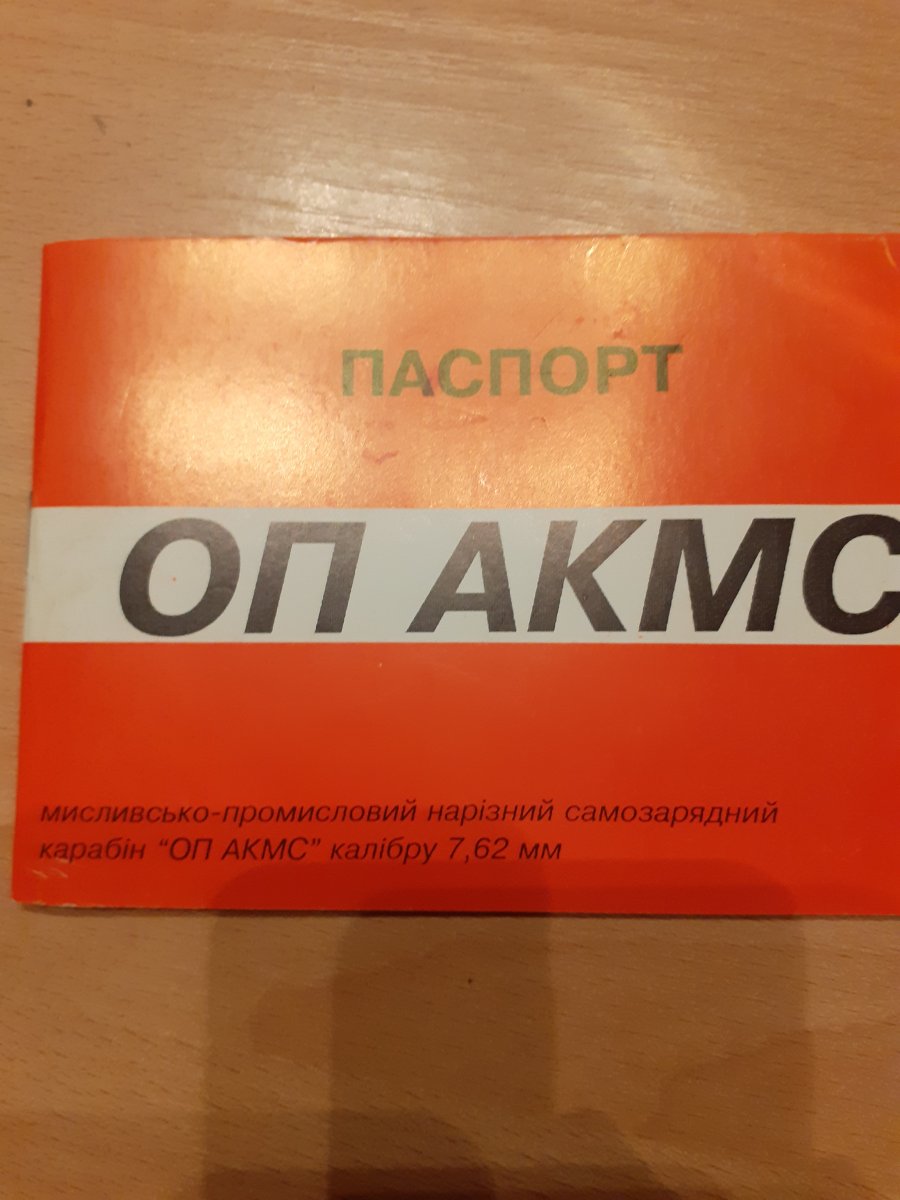 ПАСПОРТ
ОП АКМС
мисливсько-промисловий нарізний самозарядний
карабін "ОП АКМС" калібру 7,62 мм